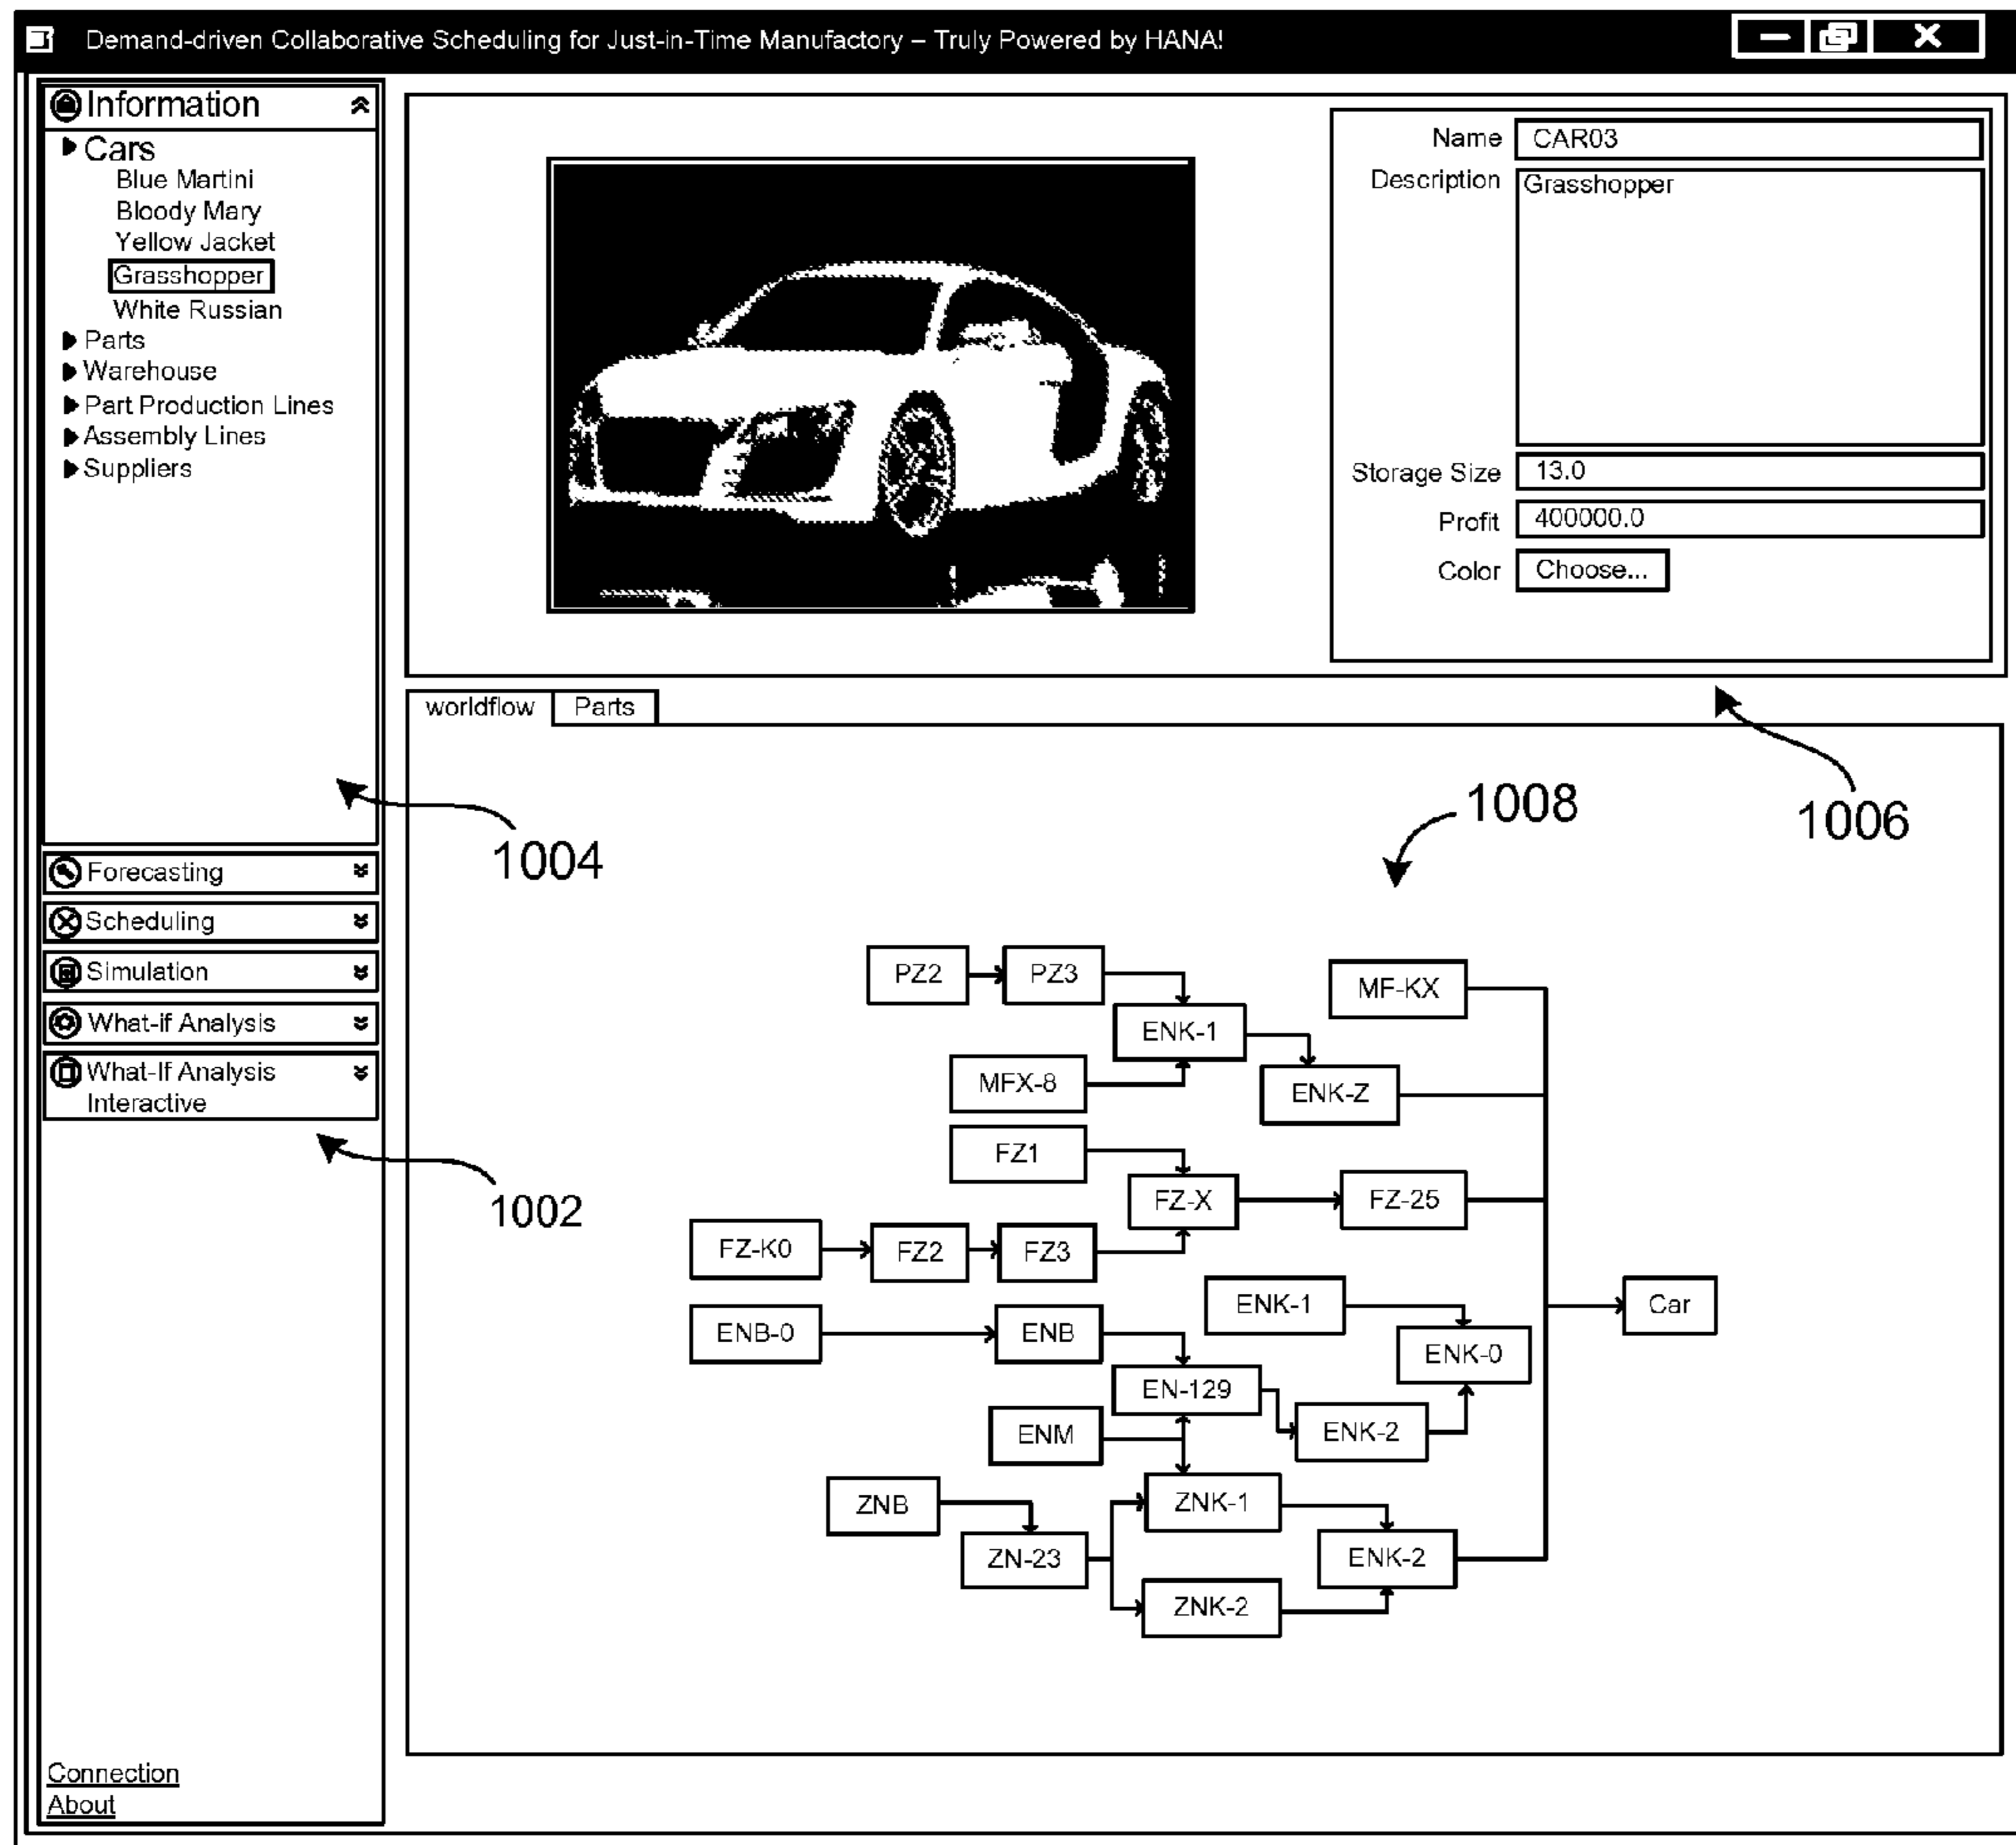 Demand-driven Collaborative Scheduling for Just-in-Time Manufactory – Truly Powered by HANA!
Information
Cars
Blue Martini
Bloody Mary
Yellow Jacket
Grasshopper
White Russian
Parts
Warehouse
Part Production Lines
Assembly Lines
Suppliers
1004
Forecasting
Scheduling
Simulation
What-if Analysis
What-If Analysis
Interactive
1002
Connection
About
Name CAR03
Description Grasshopper
Storage Size 13.0
Profit 400000.0
Color Choose...
1006
worldflow Parts
1008
PZ2 PZ3 MF-KX
ENK-1
MFX-8 ENK-Z
FZ1
FZ-X FZ-25
FZ-K0 FZ2 FZ3
ENK-1 Car
ENB-0 ENB
ENK-0
EN-129
ENM ENK-2
ZNB ZNK-1
ZN-23 ENK-2
ZNK-2